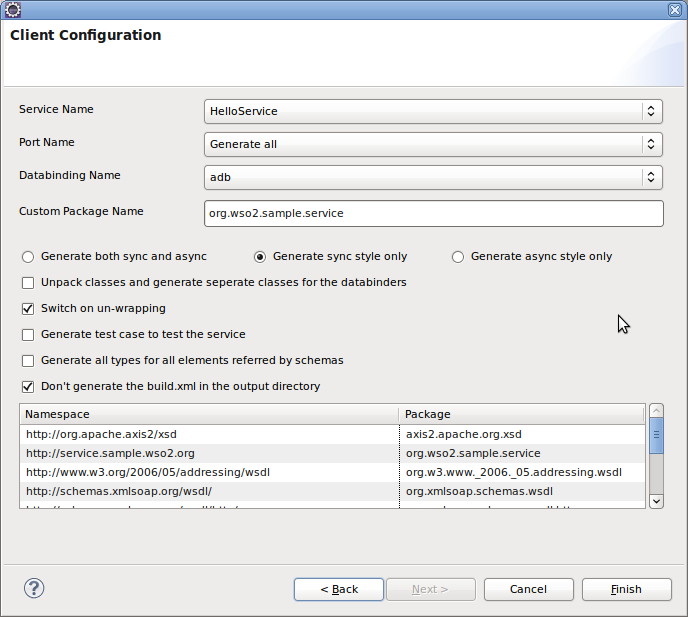 Client Configuration
Service Name HelloService
Port Name Generate all
Databinding Name adb
Custom Package Name org.wso2.sample.service
Generate both sync and async Generate sync style only Generate async style only
Unpack classes and generate seperate classes for the databinders
Switch on un-wrapping
Generate test case to test the service
Generate all types for all elements referred by schemas
Don't generate the build.xml in the output directory
Namespace Package
http://org.apache.axis2/xsd axis2.apache.org.xsd
http://service.sample.wso2.org org.wso2.sample.service
http://www.w3.org/2006/05/addressing/wsdl org.w3.www._2006._05.addressing.wsdl
http://schemas.xmlsoap.org/wsdl/ org.xmlsoap.schemas.wsdl
? < Back Next > Cancel Finish